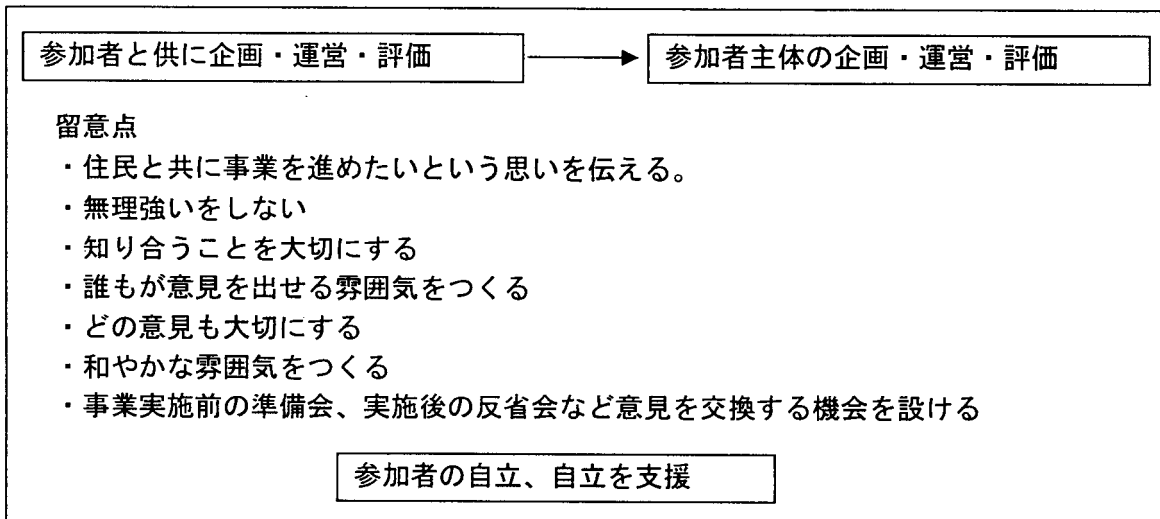 参加者と供に企画・運営・評価
参加者主体の企画・運営・評価
留意点
・住民と共に事業を進めたいという思いを伝える。
・無理強いをしない
・知り合うことを大切にする
・誰もが意見を出せる雰囲気をつくる
・どの意見も大切にする
・和やかな雰囲気をつくる
・事業実施前の準備会、実施後の反省会など意見を交換する機会を設ける
参加者の自立、自立を支援